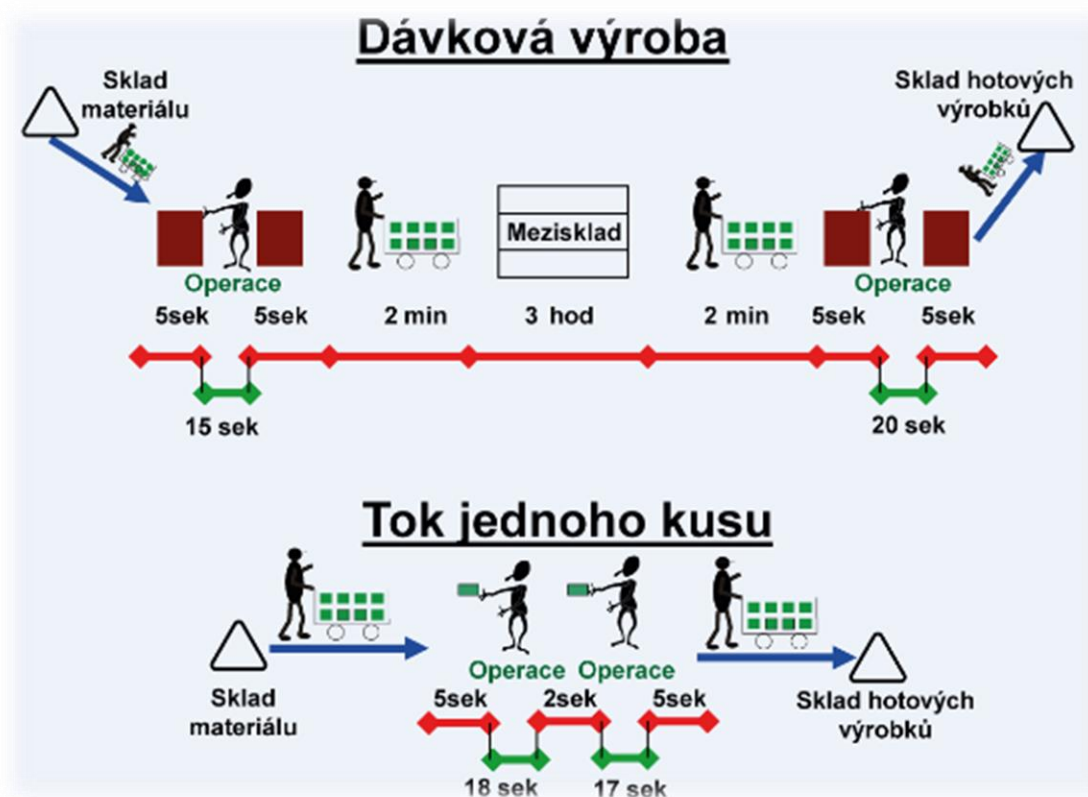 Dávková výroba
Sklad
materiálu
Sklad hotových
výrobků
Mezisklad
Operace
Operace
5sek 5sek 2 min 3 hod 2 min 5sek 5sek
15 sek 20 sek
Tok jednoho kusu
Operace Operace
5sek 2sek 5sek
Sklad
materiálu
Sklad hotových
výrobků
18 sek 17 sek